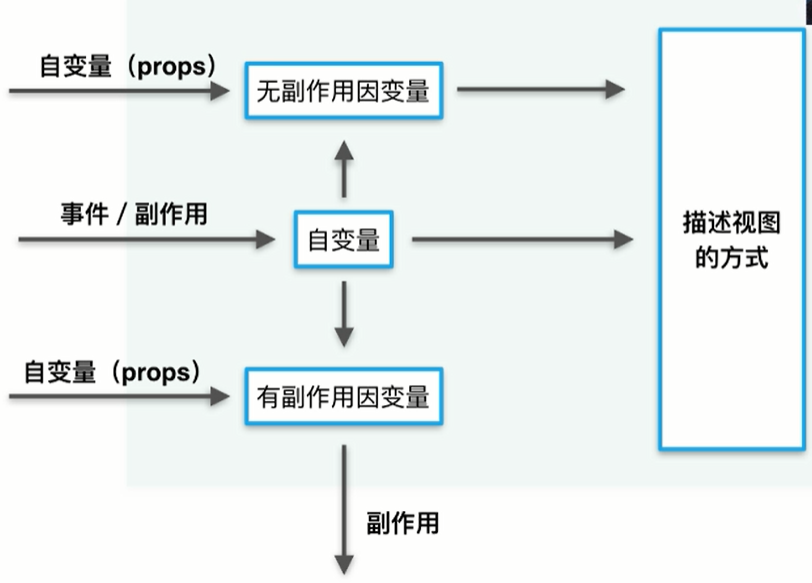 自变量（props）
无副作用因变量
事件 / 副作用
自变量
描述视图
的方式
自变量（props）
有副作用因变量
副作用